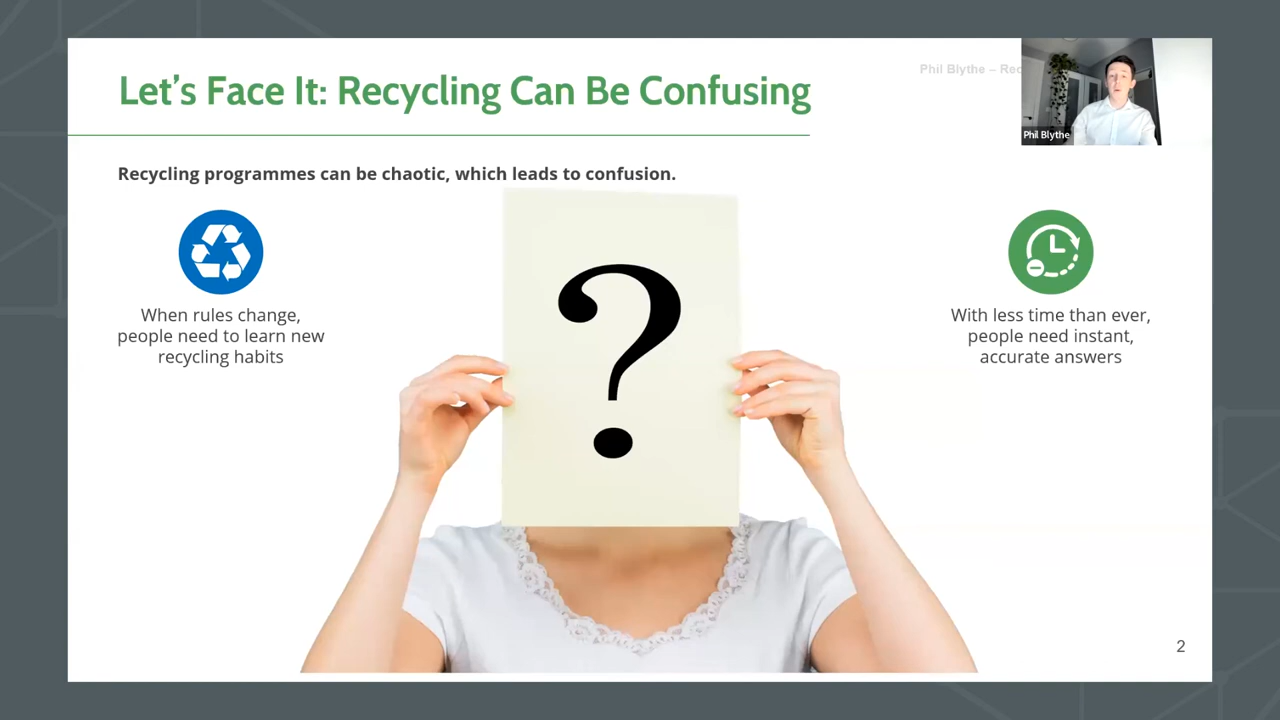 Let's Face It: Recycling Can Be Confusing
Phil Blythe – Rec
Phil Blythe
Recycling programmes can be chaotic, which leads to confusion.
When rules change,
people need to learn new
recycling habits
?
With less time than ever,
people need instant,
accurate answers
2